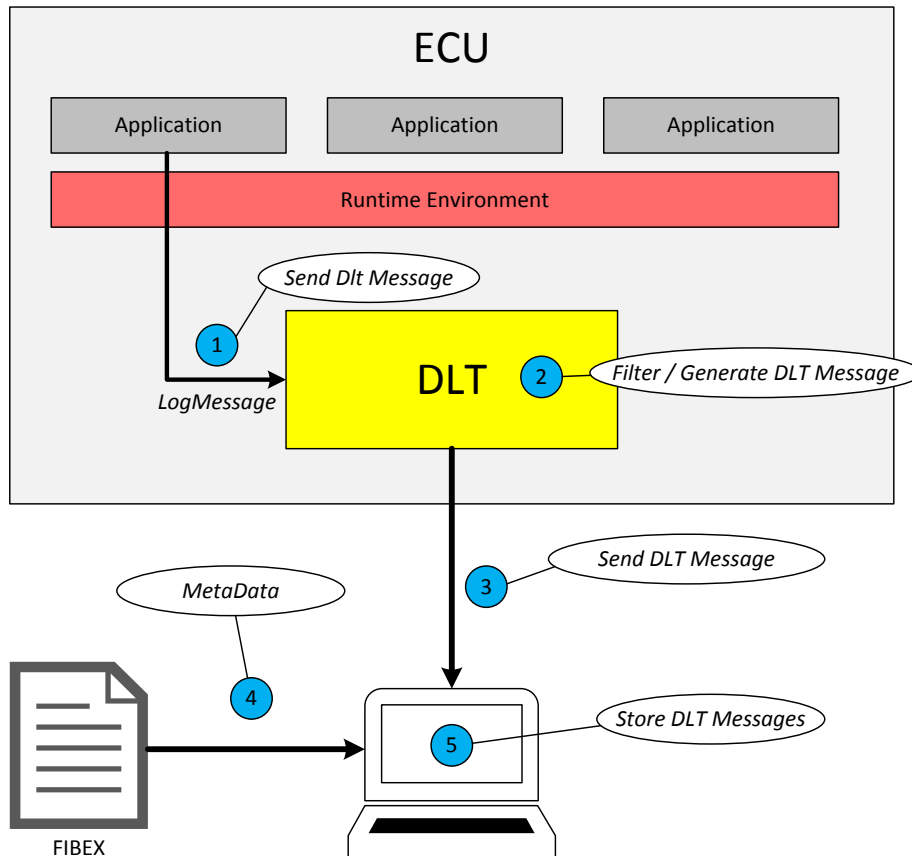 ECU
Application
Application
Application
Runtime Environment
Send Dlt Message
1
LogMessage
DLT
2
Filter / Generate DLT Message
Send DLT Message
3
MetaData
4
5
Store DLT Messages
FIBEX